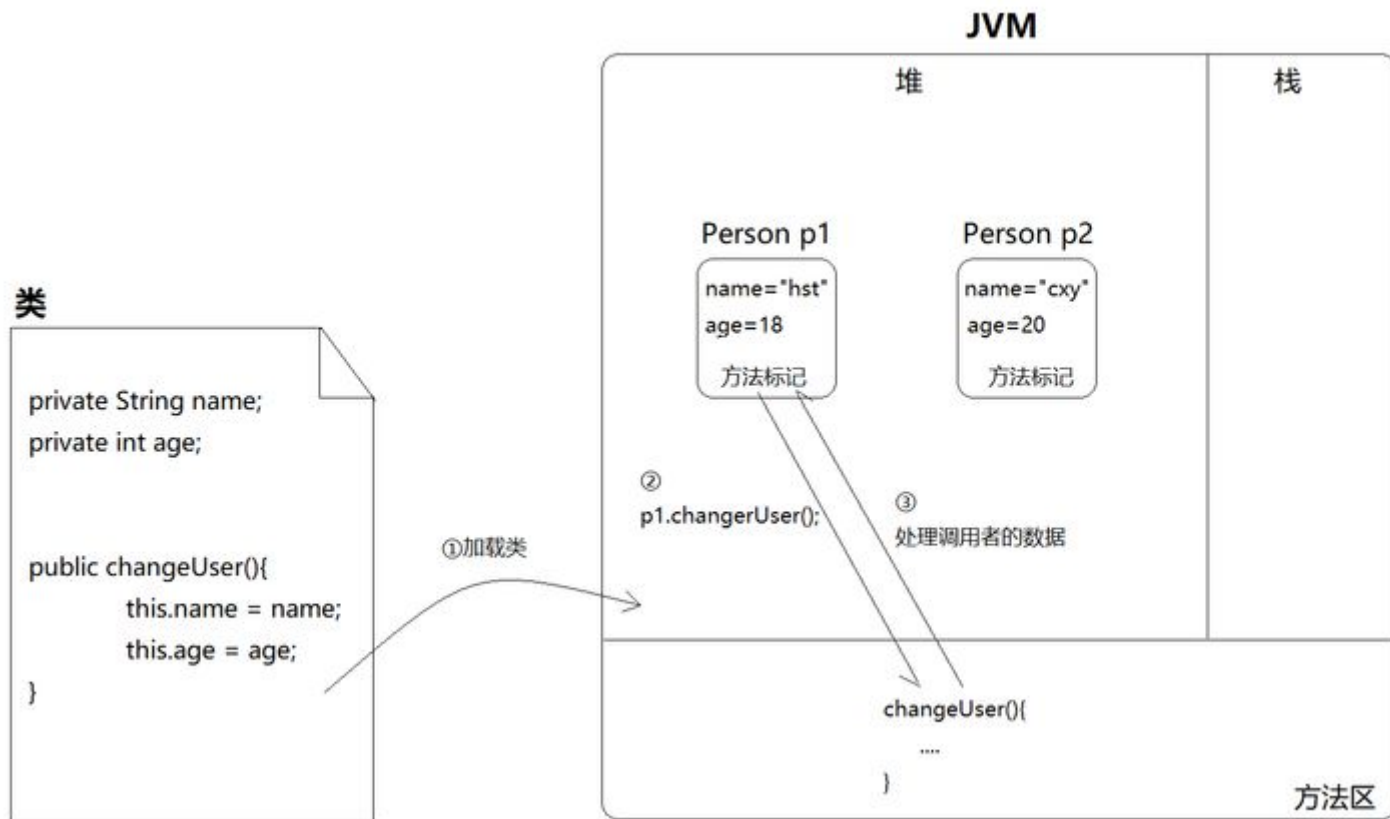 JVM
堆
栈
Person p1
Person p2
name="hst"
age=18
方法标记
name="cxy"
age=20
方法标记
类
private String name;
private int age;
public changeUser(){
this.name = name;
this.age = age;
}
①加载类
②
p1.changerUser();
③
处理调用者的数据
changeUser(){
....
}
方法区